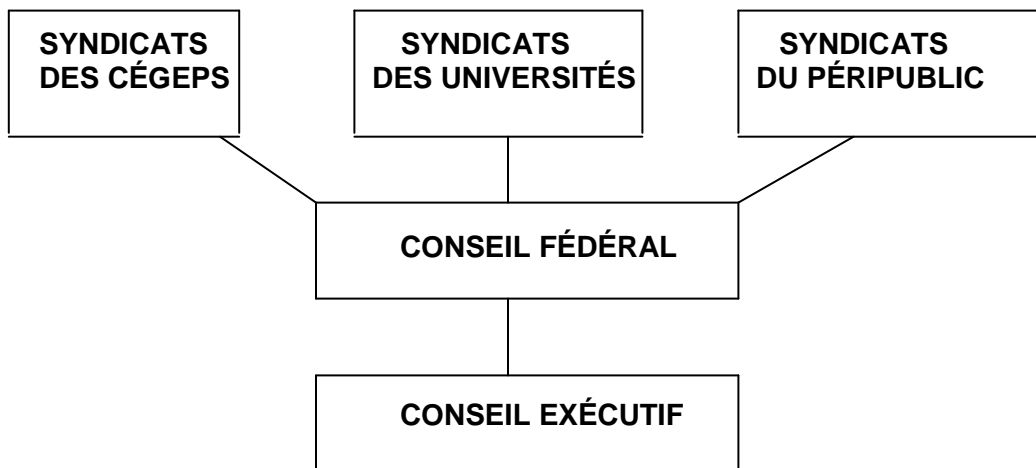 SYNDICATS
DES CÉGEPS
SYNDICATS
DES UNIVERSITÉS
SYNDICATS
DU PÉRIPUBLIC
CONSEIL FÉDÉRAL
CONSEIL EXÉCUTIF